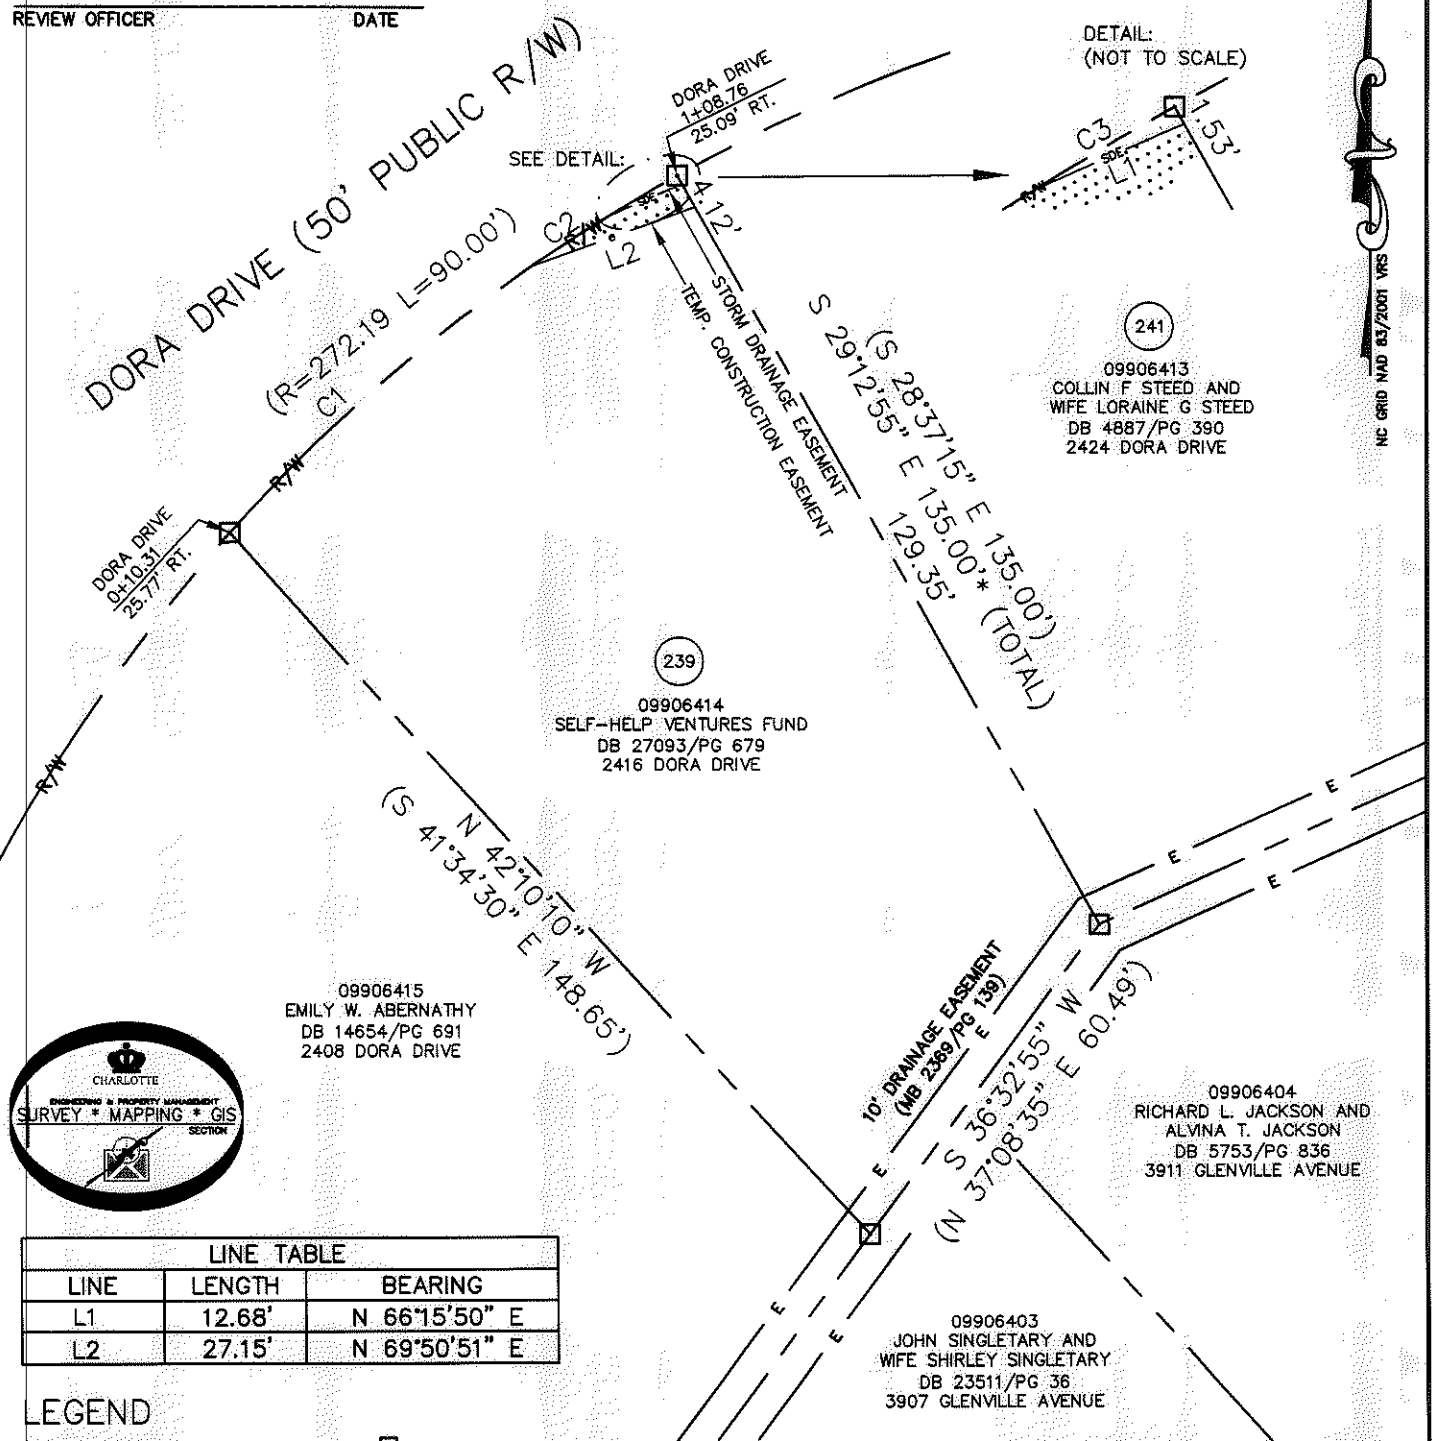 REVIEW OFFICER DATE
DORA DRIVE (50' PUBLIC R/W)
DORA DRIVE
1+08.76
25.09' RT.
DETAIL:
(NOT TO SCALE)
SEE DETAIL:
C3
SDE
L1
R/W
1.53'
C2
R/W
SDE
L2
4.12'
(R=272.19 L=90.00')
C1
R/W
STORM DRAINAGE EASEMENT
TEMP. CONSTRUCTION EASEMENT
(S 28°37'15" E 135.00')
S 29°12'55" E 135.00'* (TOTAL)
129.35'
241
09906413
COLLIN F STEED AND
WIFE LORAINE G STEED
DB 4887/PG 390
2424 DORA DRIVE
NC GRID NAD 83/2001 VRS
DORA DRIVE
0+10.31
25.77' RT.
R/W
239
09906414
SELF-HELP VENTURES FUND
DB 27093/PG 679
2416 DORA DRIVE
N 42°10'10" W
(S 41°34'30" E 148.65')
E
E
E
09906415
EMILY W. ABERNATHY
DB 14654/PG 691
2408 DORA DRIVE
10' DRAINAGE EASEMENT
(MB 2369/PG 139)
E
E
S 36°32'55" W
(N 37°08'35" E 60.49')
09906404
RICHARD L. JACKSON AND
ALVINA T. JACKSON
DB 5753/PG 836
3911 GLENVILLE AVENUE
CHARLOTTE
ENGINEERING & PROPERTY MANAGEMENT
SURVEY * MAPPING * GIS
SECTION
LINE TABLE
LINE LENGTH BEARING
L1 12.68' N 66°15'50" E
L2 27.15' N 69°50'51" E
E
E
09906403
JOHN SINGLETARY AND
WIFE SHIRLEY SINGLETARY
DB 23511/PG 36
3907 GLENVILLE AVENUE
LEGEND